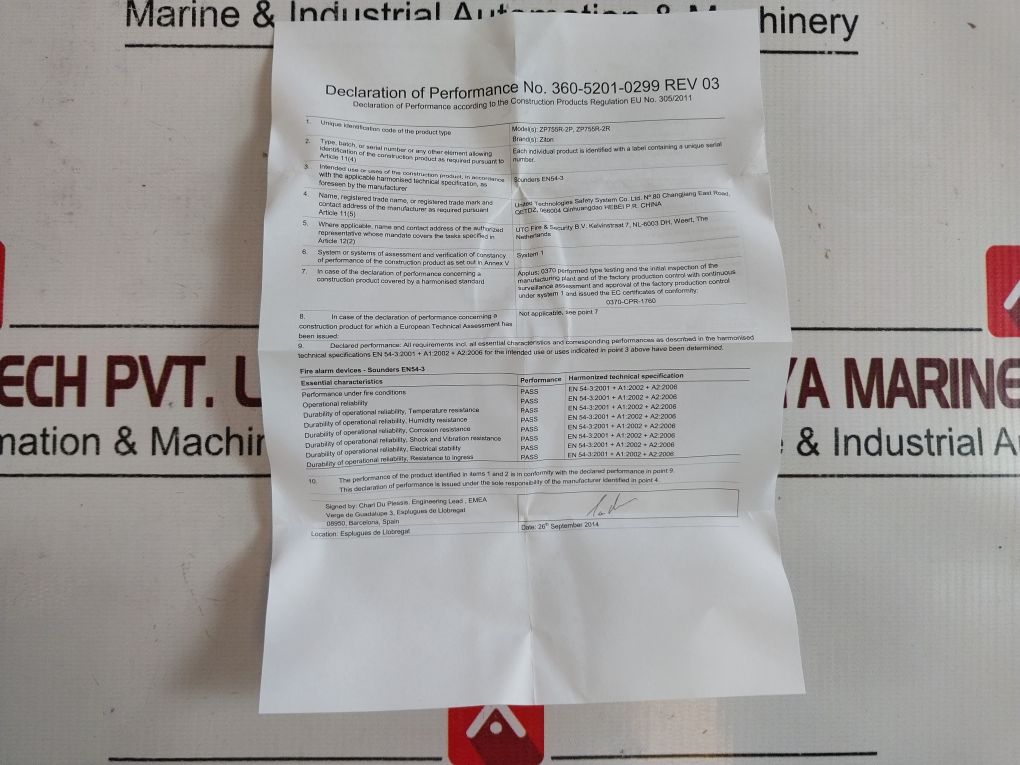 Marine & Industrial Automation & Machinery
Declaration of Performance No. 360-5201-0299 REV 03
Declaration of Performance according to the Construction Products Regulation EU No. 305/2011
1. Unique identification code of the product type
Model(s): ZP755R-2P, ZP755R-2R
Brand(s): Ziton
2. Type, batch, or serial number or any other element allowing
identification of the construction product as required pursuant to
Article 11(4)
Each individual product is identified with a label containing a unique serial
number.
3. Intended use or uses of the construction product, in accordance
with the applicable harmonised technical specification, as
foreseen by the manufacturer
Sounders EN54-3
4. Name, registered trade name, or registered trade mark and
contact address of the manufacturer as required pursuant
Article 11(5)
United Technologies Safety System Co. Ltd. Nº 80 Changjiang East Road,
QETDZ, 066004 Qinhuangdao HEBEI P.R. CHINA
5. Where applicable, name and contact address of the authorized
representative whose mandate covers the tasks specified in
Article 12(2)
UTC Fire & Security B.V. Kelvinstraat 7, NL-6003 DH, Weert, The
Netherlands
6. System or systems of assessment and verification of constancy
of performance of the construction product as set out in Annex V
System 1
7. In case of the declaration of performance concerning a
construction product covered by a harmonised standard
Applus; 0370 performed type testing and the initial inspection of the
manufacturing plant and of the factory production control with continuous
surveillance assessment and approval of the factory production control
under system 1 and issued the EC certificates of conformity:
0370-CPR-1760
8. In case of the declaration of performance concerning a
construction product for which a European Technical Assessment has
been issued:
Not applicable, see point 7
9. Declared performance: All requirements incl. all essential characteristics and corresponding performances as described in the harmonised
technical specifications EN 54-3:2001 + A1:2002 + A2:2006 for the intended use or uses indicated in point 3 above have been determined.
Fire alarm devices - Sounders EN54-3
Essential characteristics Performance Harmonized technical specification
Performance under fire conditions PASS EN 54-3:2001 + A1:2002 + A2:2006
Operational reliability PASS EN 54-3:2001 + A1:2002 + A2:2006
Durability of operational reliability, Temperature resistance PASS EN 54-3:2001 + A1:2002 + A2:2006
Durability of operational reliability, Humidity resistance PASS EN 54-3:2001 + A1:2002 + A2:2006
Durability of operational reliability, Corrosion resistance PASS EN 54-3:2001 + A1:2002 + A2:2006
Durability of operational reliability, Shock and Vibration resistance PASS EN 54-3:2001 + A1:2002 + A2:2006
Durability of operational reliability, Electrical stability PASS EN 54-3:2001 + A1:2002 + A2:2006
Durability of operational reliability, Resistance to Ingress PASS EN 54-3:2001 + A1:2002 + A2:2006
10. The performance of the product identified in items 1 and 2 is in conformity with the declared performance in point 9.
This declaration of performance is issued under the sole responsibility of the manufacturer identified in point 4.
Signed by: Charl Du Plessis, Engineering Lead , EMEA
Verge de Guadalupe 3, Esplugues de Llobregat
08950, Barcelona, Spain
Location: Esplugues de Llobregat
Date: 26th September 2014
ECH PVT. L
mation & Machin
YA MARINE
& Industrial A